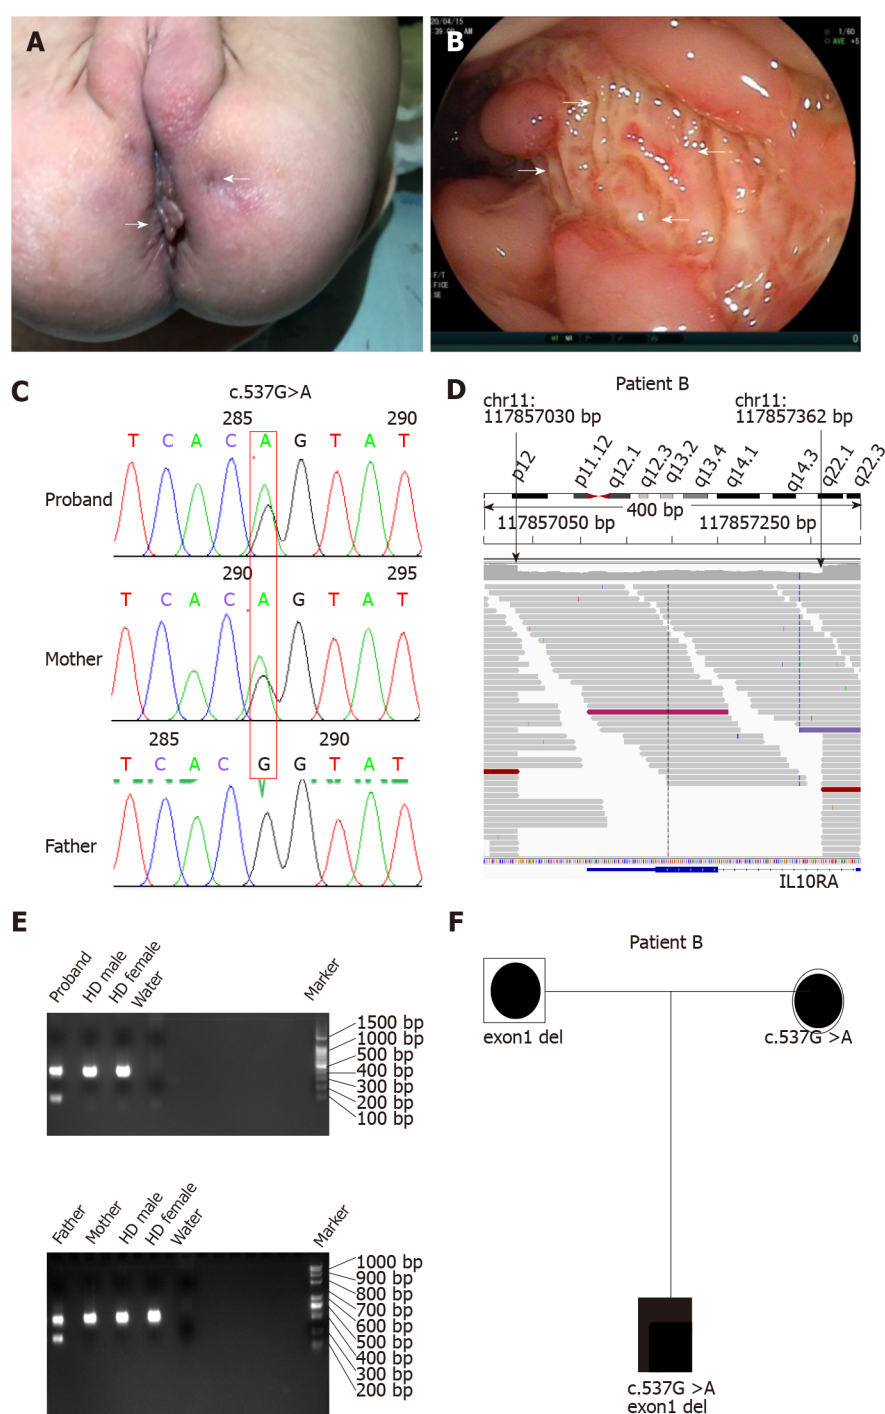 A
B
20/04/15
1/60
AVE +5
F/T
FICE
SE
0
C
c.537G>A
285
290
T C A C A G T A T
Proband
290
295
T C A C A G T A T
Mother
285
290
T C A C G G T A T
Father
D
Patient B
chr11:
117857030 bp
chr11:
117857362 bp
p12
p11.12
q12.1
q12.3
q13.2
q13.4
q14.1
q14.3
q22.1
q22.3
400 bp
117857050 bp
117857250 bp
IL10RA
E
Proband
HD male
HD female
Water
Marker
1500 bp
1000 bp
500 bp
400 bp
300 bp
200 bp
100 bp
Father
Mother
HD male
HD female
Water
Marker
1000 bp
900 bp
800 bp
700 bp
600 bp
500 bp
400 bp
300 bp
200 bp
F
Patient B
exon1 del
c.537G >A
c.537G >A
exon1 del